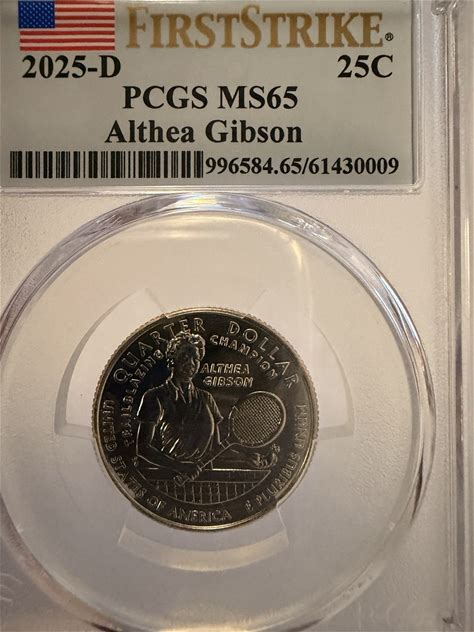 FIRSTSTRIKE®
2025-D 25C
PCGS MS65
Althea Gibson
996584.65/61430009
QUARTER DOLLAR
TRAILBLAZING CHAMPION
ALTHEA
GIBSON
UNITED STATES OF AMERICA
E PLURIBUS UNUM